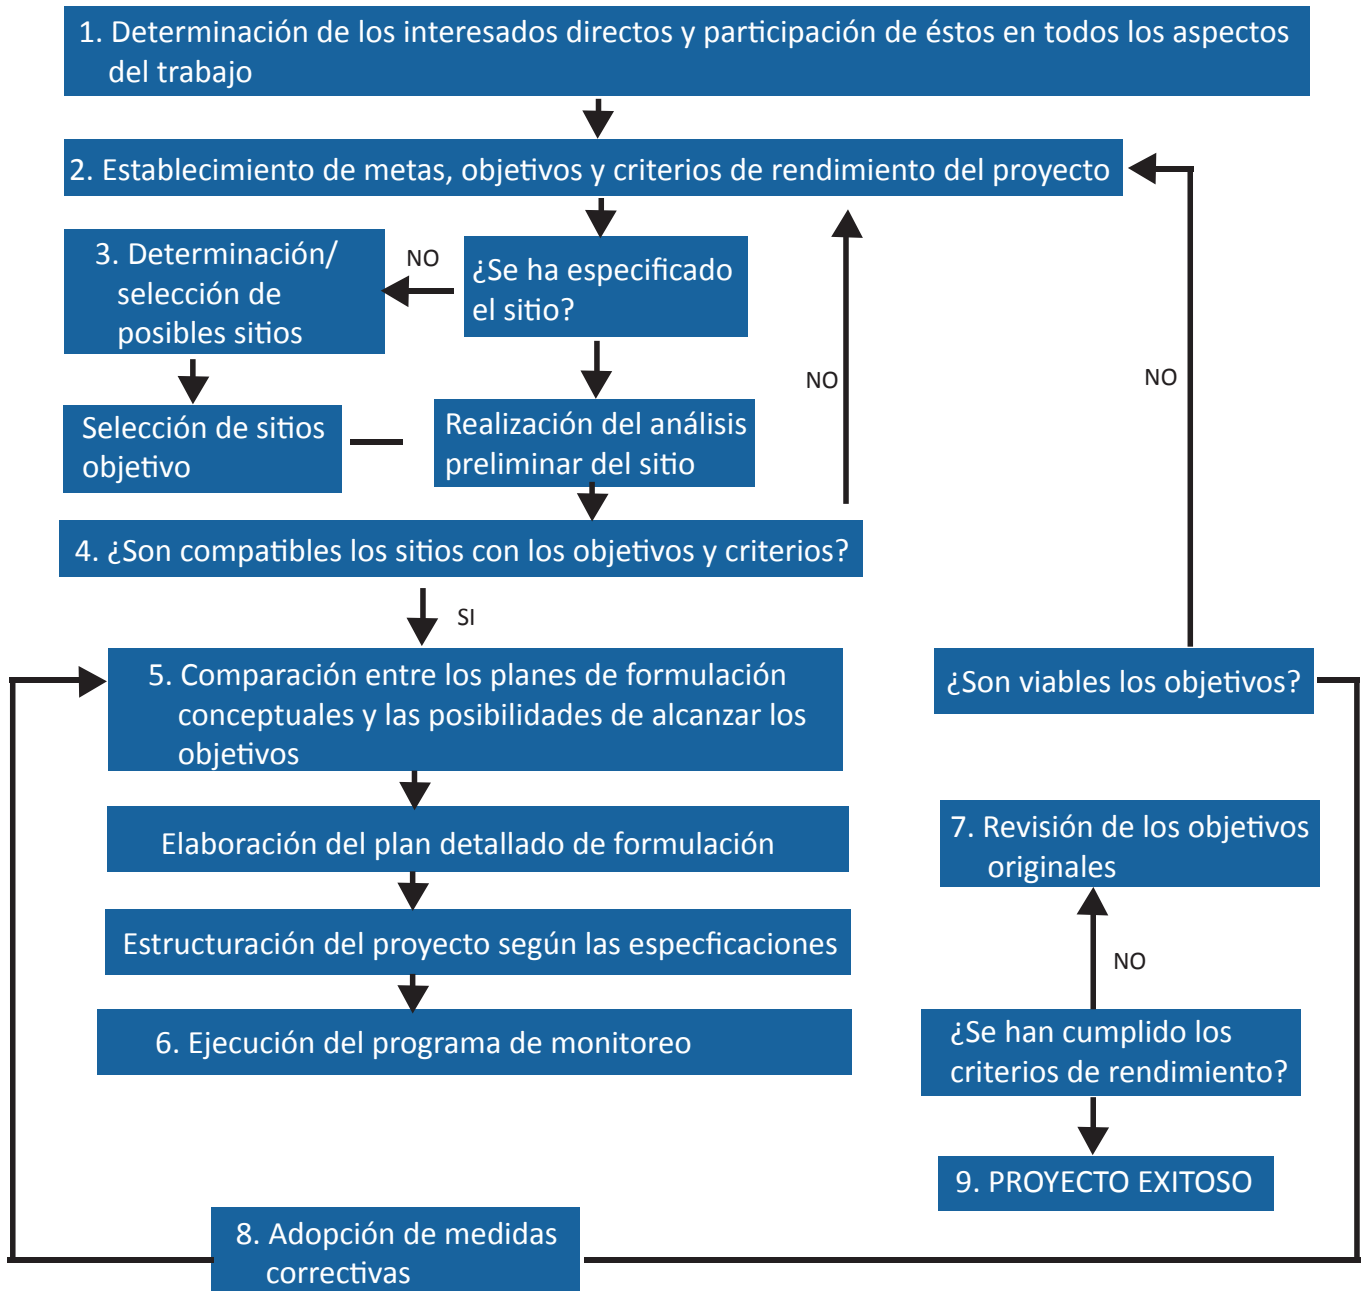 1. Determinación de los interesados directos y participación de éstos en todos los aspectos
del trabajo
2. Establecimiento de metas, objetivos y criterios de rendimiento del proyecto
3. Determinación/
selección de
posibles sitios
NO
¿Se ha especificado
el sitio?
NO
NO
Selección de sitios
objetivo
Realización del análisis
preliminar del sitio
4. ¿Son compatibles los sitios con los objetivos y criterios?
SI
5. Comparación entre los planes de formulación
conceptuales y las posibilidades de alcanzar los
objetivos
¿Son viables los objetivos?
Elaboración del plan detallado de formulación
7. Revisión de los objetivos
originales
Estructuración del proyecto según las especficaciones
NO
6. Ejecución del programa de monitoreo
¿Se han cumplido los
criterios de rendimiento?
9. PROYECTO EXITOSO
8. Adopción de medidas
correctivas